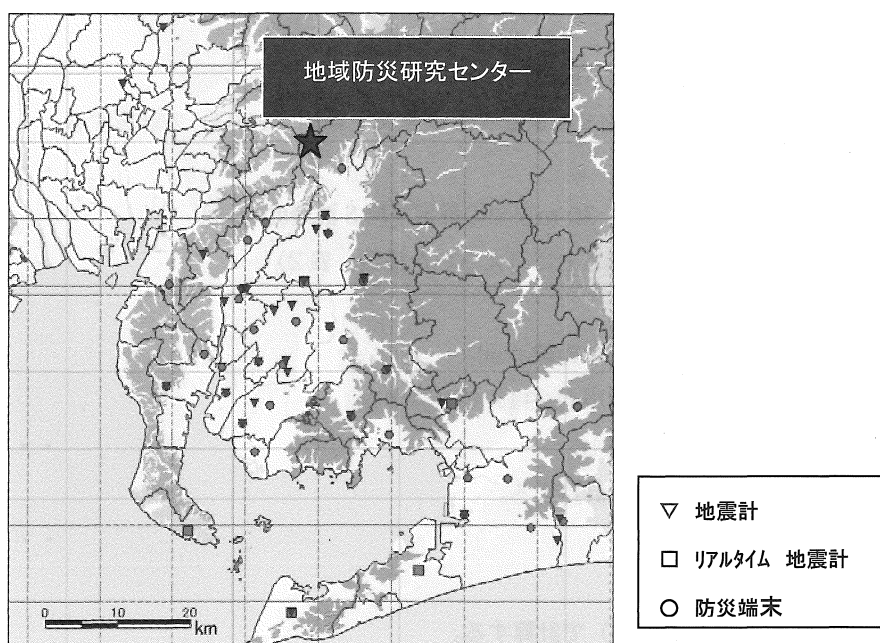 地域防災研究センター
0 10 20
km
▽ 地震計
□ リアルタイム 地震計
○ 防災端末